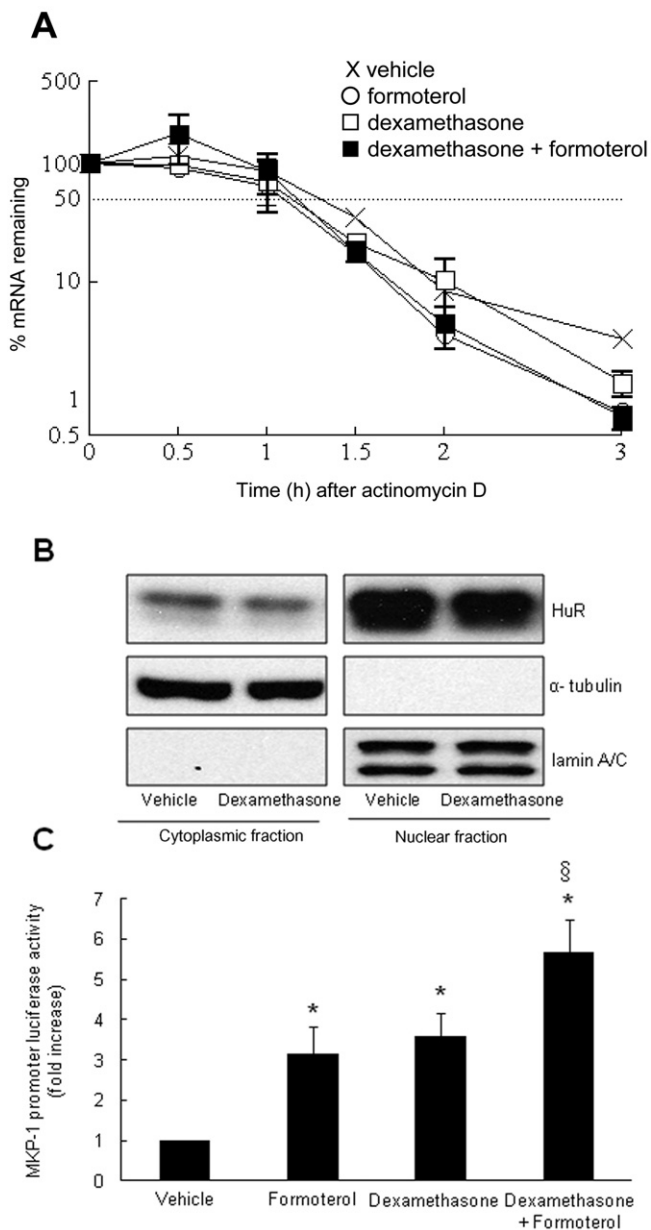 A
X vehicle
formoterol
dexamethasone
dexamethasone + formoterol
500
100
50
10
1
0.5
% mRNA remaining
0 0.5 1 1.5 2 3
Time (h) after actinomycin D
B
HuR
α- tubulin
lamin A/C
Vehicle Dexamethasone Vehicle Dexamethasone
Cytoplasmic fraction Nuclear fraction
C
MKP-1 promoter luciferase activity
(fold increase)
7
6
5
4
3
2
1
0
* * * §
Vehicle Formoterol Dexamethasone Dexamethasone
+ Formoterol